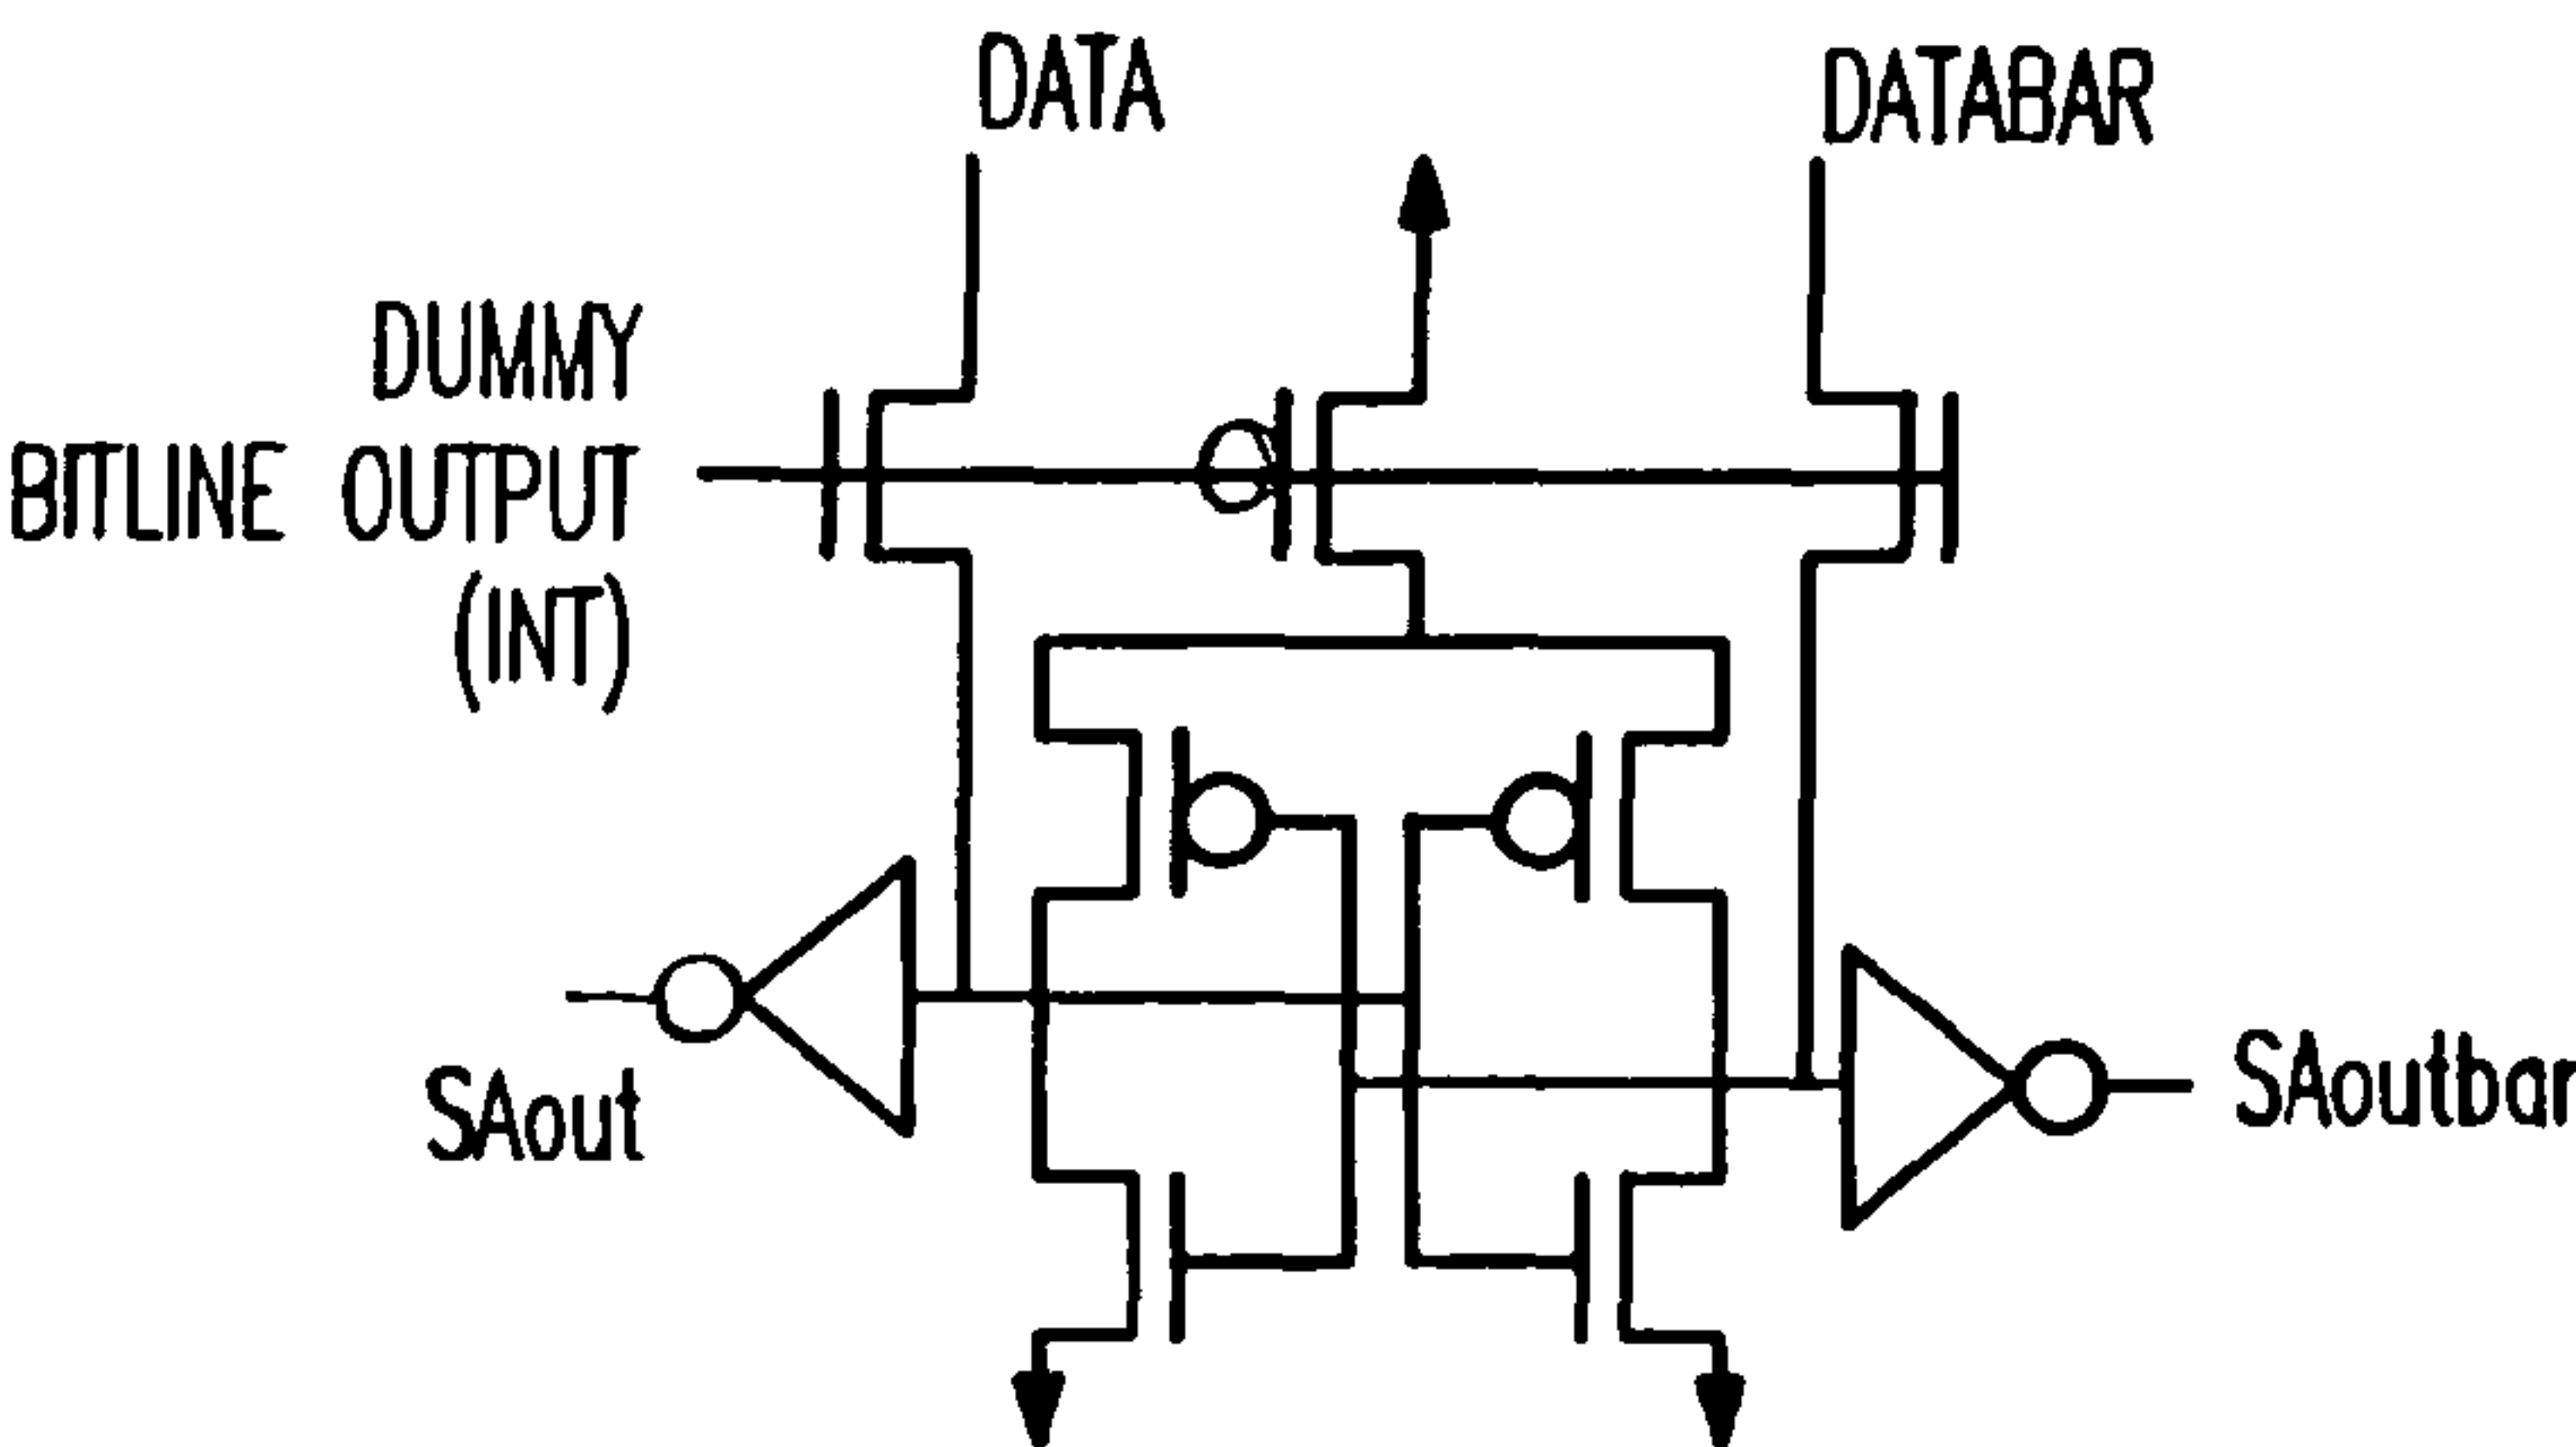 DATA
DATABAR
DUMMY
BITLINE OUTPUT
(INT)
SAout
SAoutbar